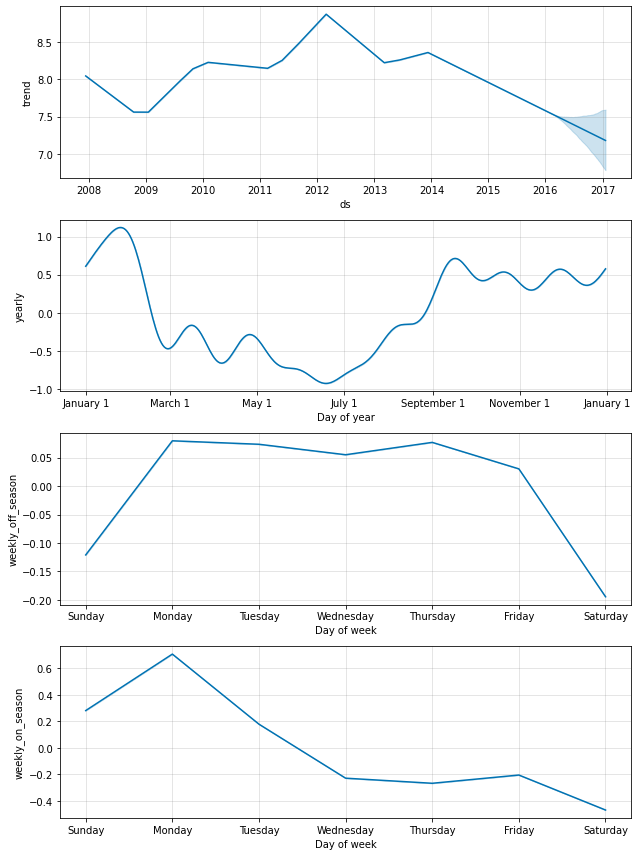 8.5
8.0
7.5
7.0
trend
2008 2009 2010 2011 2012 2013 2014 2015 2016 2017
ds
1.0
0.5
0.0
−0.5
−1.0
yearly
January 1 March 1 May 1 July 1 September 1 November 1 January 1
Day of year
0.05
0.00
−0.05
−0.10
−0.15
−0.20
weekly_off_season
Sunday Monday Tuesday Wednesday Thursday Friday Saturday
Day of week
0.6
0.4
0.2
0.0
−0.2
−0.4
weekly_on_season
Sunday Monday Tuesday Wednesday Thursday Friday Saturday
Day of week